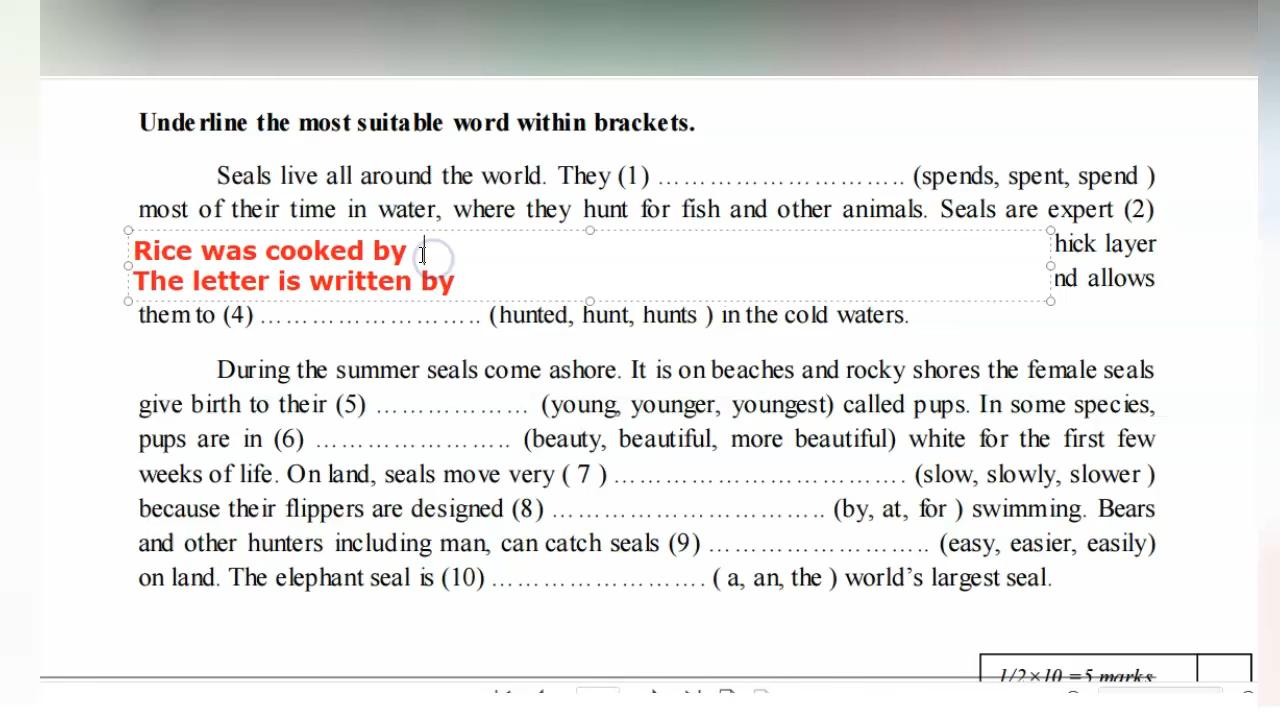 Underline the most suitable word within brackets.
Seals live all around the world. They (1) ………………………….. (spends, spent, spend )
most of their time in water, where they hunt for fish and other animals. Seals are expert (2)
Rice was cooked by
hick layer
The letter is written by
nd allows
them to (4) …………………….. (hunted, hunt, hunts ) in the cold waters.
During the summer seals come ashore. It is on beaches and rocky shores the female seals
give birth to their (5) ……………… (young, younger, youngest) called pups. In some species,
pups are in (6) ………………….. (beauty, beautiful, more beautiful) white for the first few
weeks of life. On land, seals move very ( 7 ) ……………………………. (slow, slowly, slower )
because their flippers are designed (8) ………………………….. (by, at, for ) swimming. Bears
and other hunters including man, can catch seals (9) …………………….. (easy, easier, easily)
on land. The elephant seal is (10) ……………………. ( a, an, the ) world's largest seal.
1/2×10 =5 marks